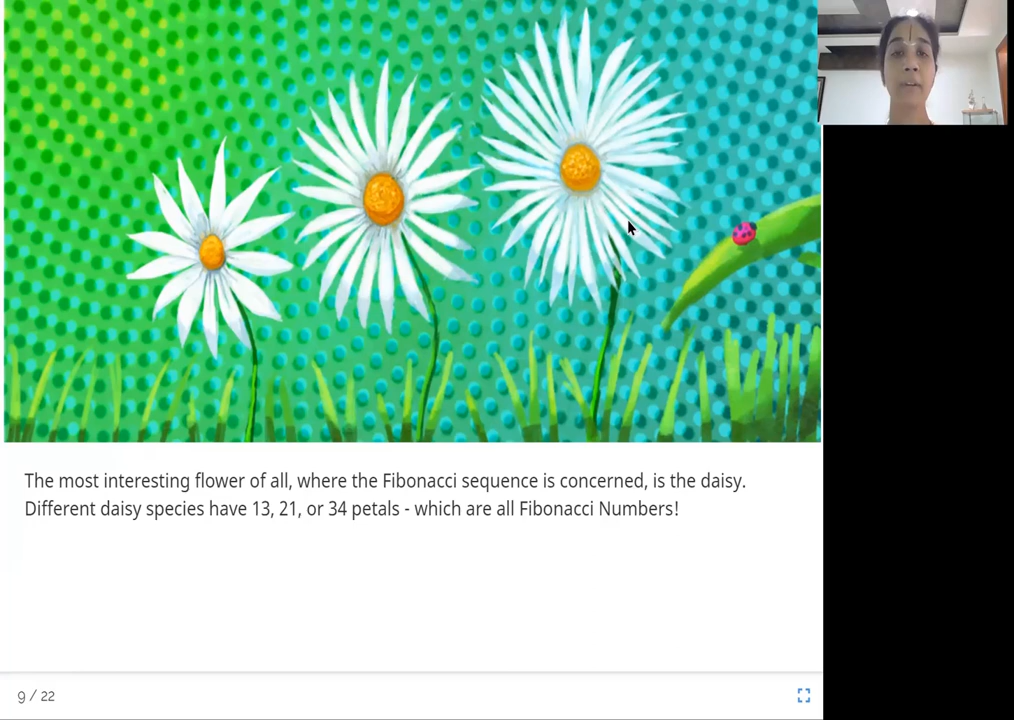 The most interesting flower of all, where the Fibonacci sequence is concerned, is the daisy.
Different daisy species have 13, 21, or 34 petals - which are all Fibonacci Numbers!
9 / 22